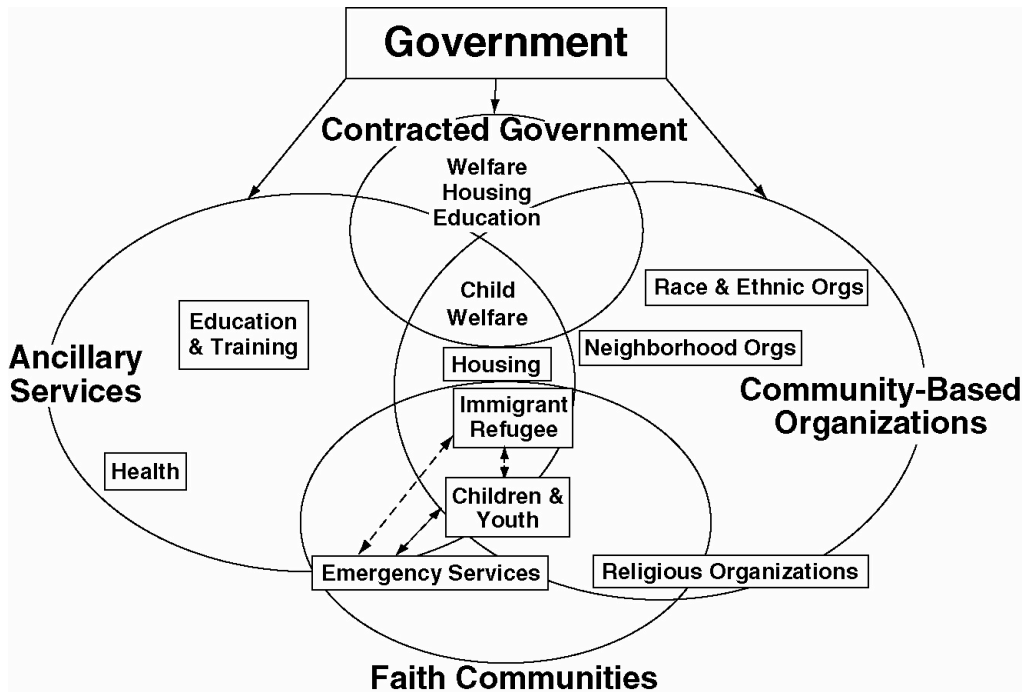 Government
Contracted Government
Welfare
Housing
Education
Child
Welfare
Race & Ethnic Orgs
Education
& Training
Neighborhood Orgs
Housing
Ancillary
Services
Community-Based
Organizations
Immigrant
Refugee
Health
Children &
Youth
Emergency Services
Religious Organizations
Faith Communities